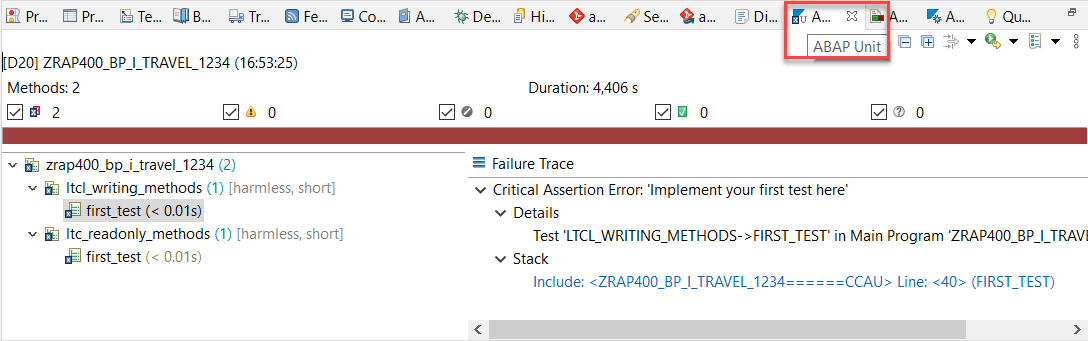 Pr... Pr... Te... Bo... Tr... Fe... Co... A... De... Hi... a... Se... a... Di... A... A... A... Qu...
ABAP Unit
[D20] ZRAP400_BP_I_TRAVEL_1234 (16:53:25)
Methods: 2 Duration: 4,406 s
2 0 0 0 0
zrap400_bp_i_travel_1234 (2)
ltcl_writing_methods (1) [harmless, short]
first_test (< 0.01s)
ltc_readonly_methods (1) [harmless, short]
first_test (< 0.01s)
Failure Trace
Critical Assertion Error: 'Implement your first test here'
Details
Test 'LTCL_WRITING_METHODS->FIRST_TEST' in Main Program 'ZRAP400_BP_I_TRAVE
Stack
Include: <ZRAP400_BP_I_TRAVEL_1234======CCAU> Line: <40> (FIRST_TEST)